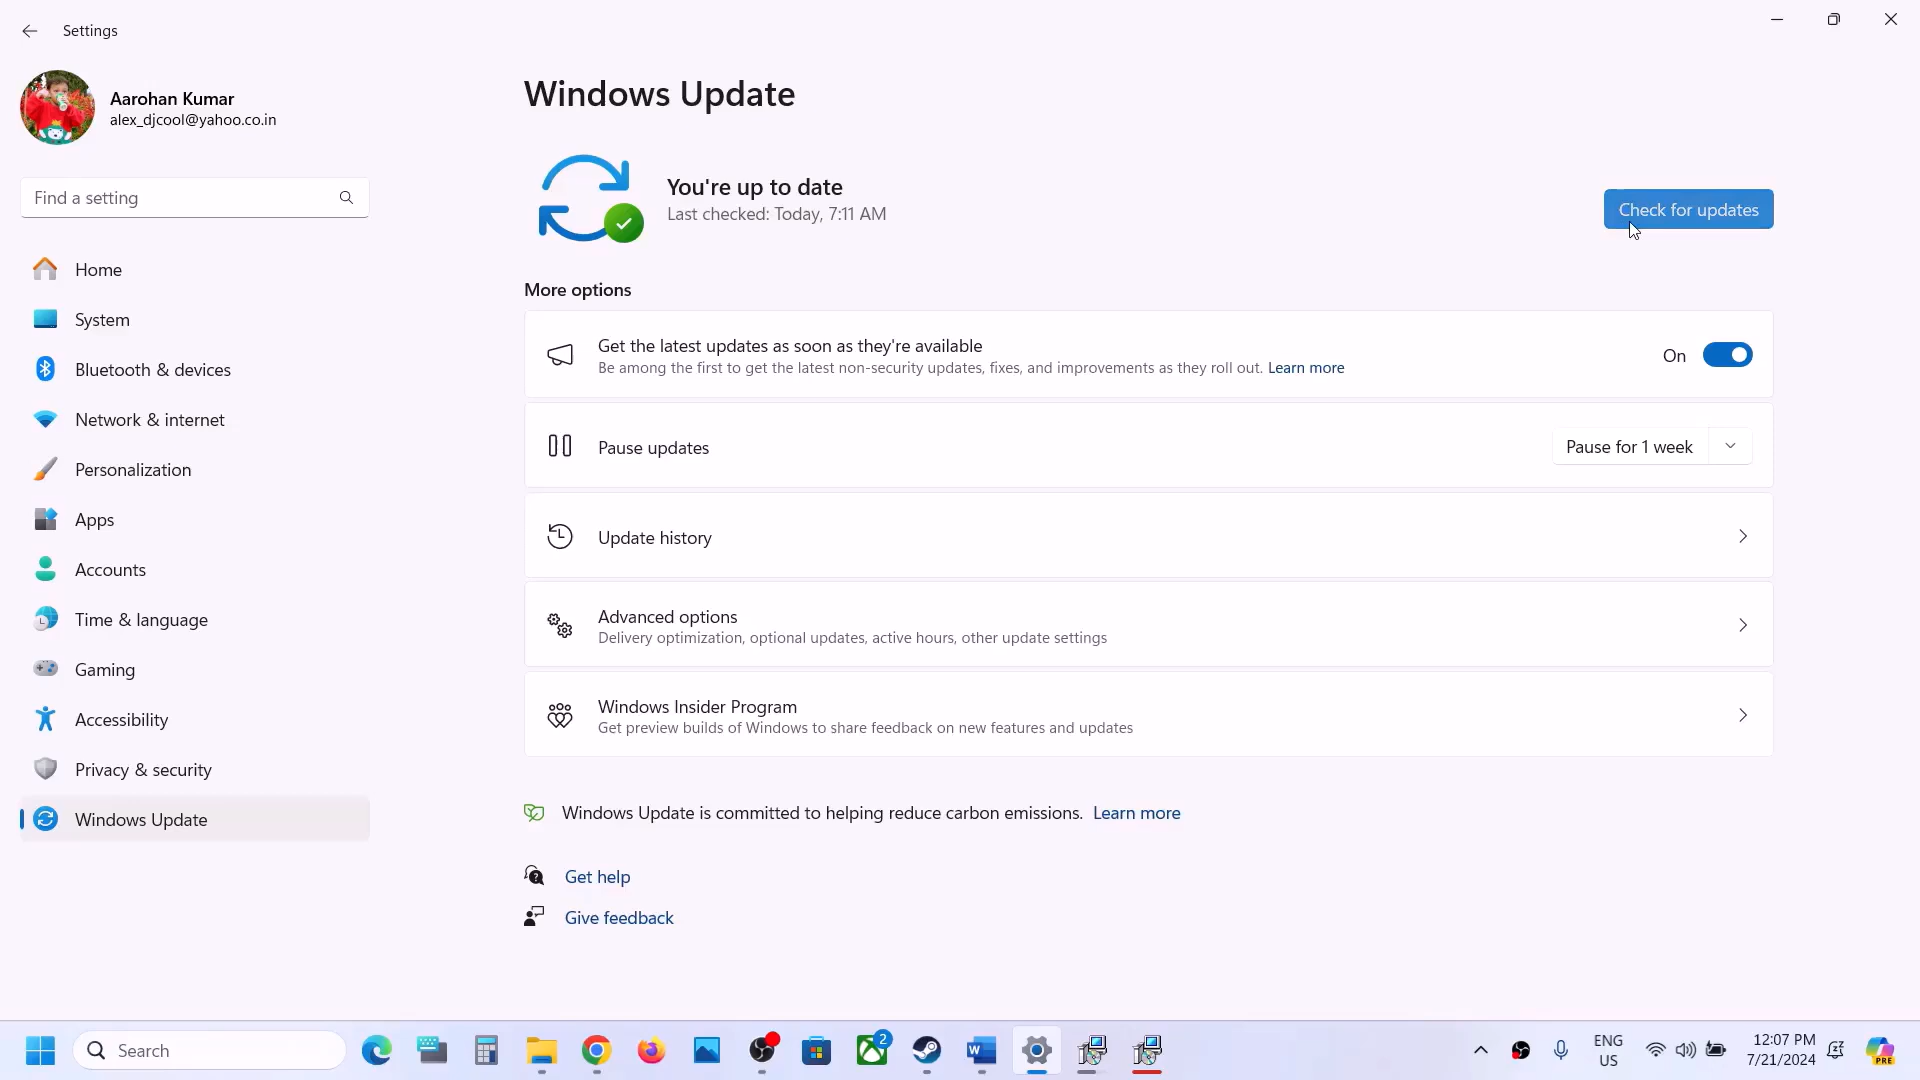 Settings
Aarohan Kumar
alex_djcool@yahoo.co.in
Find a setting
Home
System
Bluetooth & devices
Network & internet
Personalization
Apps
Accounts
Time & language
Gaming
Accessibility
Privacy & security
Windows Update
Windows Update
You're up to date
Last checked: Today, 7:11 AM
Check for updates
More options
Get the latest updates as soon as they're available
Be among the first to get the latest non-security updates, fixes, and improvements as they roll out. Learn more
On
Pause updates
Pause for 1 week
Update history
Advanced options
Delivery optimization, optional updates, active hours, other update settings
Windows Insider Program
Get preview builds of Windows to share feedback on new features and updates
Windows Update is committed to helping reduce carbon emissions. Learn more
Get help
Give feedback
Search
2
W
ENG
US
12:07 PM
7/21/2024
PRE